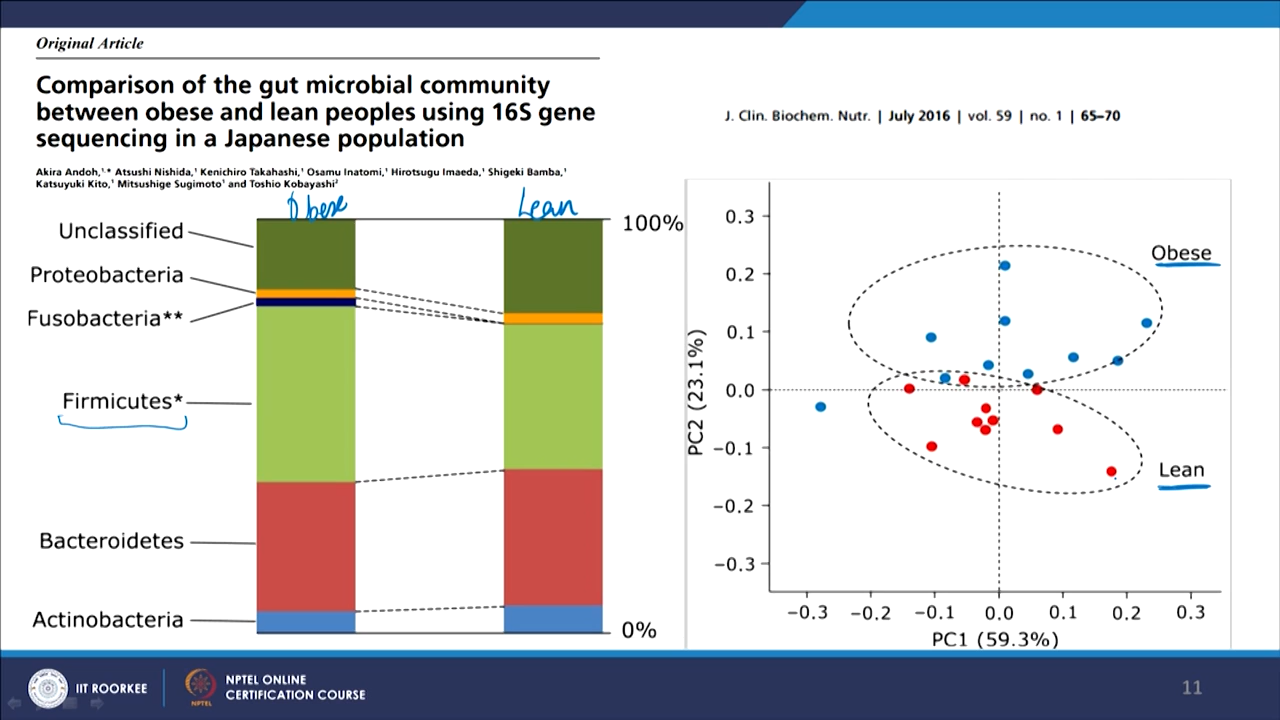 Original Article
Comparison of the gut microbial community
between obese and lean peoples using 16S gene
sequencing in a Japanese population
Akira Andoh,¹,* Atsushi Nishida,¹ Kenichiro Takahashi,¹ Osamu Inatomi,¹ Hirotsugu Imaeda,¹ Shigeki Bamba,¹
Katsuyuki Kito,¹ Mitsushige Sugimoto¹ and Toshio Kobayashi²
J. Clin. Biochem. Nutr. | July 2016 | vol. 59 | no. 1 | 65–70
Obese
Lean
100%
Unclassified
Proteobacteria
Fusobacteria**
Firmicutes*
Bacteroidetes
Actinobacteria
0%
Obese
Lean
PC2 (23.1%)
0.3
0.2
0.1
0.0
−0.1
−0.2
−0.3
−0.3 −0.2 −0.1 0.0 0.1 0.2 0.3
PC1 (59.3%)
IIT ROORKEE
NPTEL
NPTEL ONLINE
CERTIFICATION COURSE
11